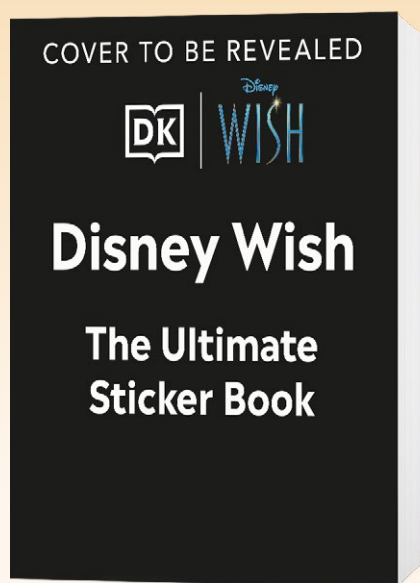 COVER TO BE REVEALED
DK
Disney
WISH
Disney Wish
The Ultimate
Sticker Book